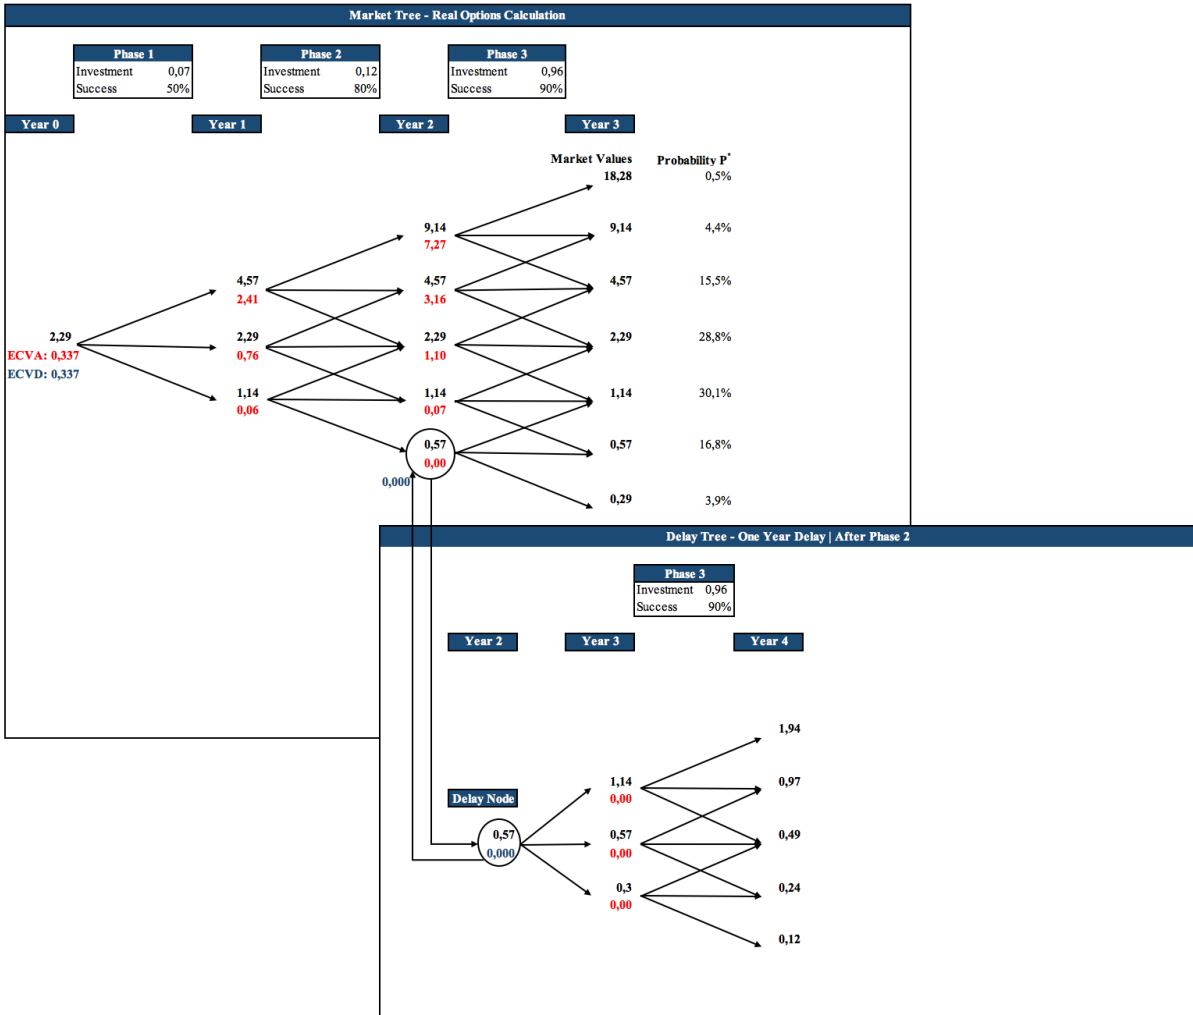 Market Tree - Real Options Calculation
Phase 1 Phase 2 Phase 3
Investment 0,07 Investment 0,12 Investment 0,96
Success 50% Success 80% Success 90%
Year 0 Year 1 Year 2 Year 3
Market Values Probability P*
18,28 0,5%
9,14 9,14 4,4%
7,27
4,57 4,57 4,57 15,5%
2,41 3,16
2,29 2,29 2,29 2,29 28,8%
ECVA: 0,337 0,76 1,10
ECVD: 0,337
1,14 1,14 1,14 30,1%
0,06 0,07
0,57 0,57 16,8%
0,00
0,000
0,29 3,9%
Delay Tree - One Year Delay | After Phase 2
Phase 3
Investment 0,96
Success 90%
Year 2 Year 3 Year 4
1,94
1,14 0,97
Delay Node 0,00
0,57 0,57 0,49
0,000 0,00
0,3 0,24
0,00
0,12